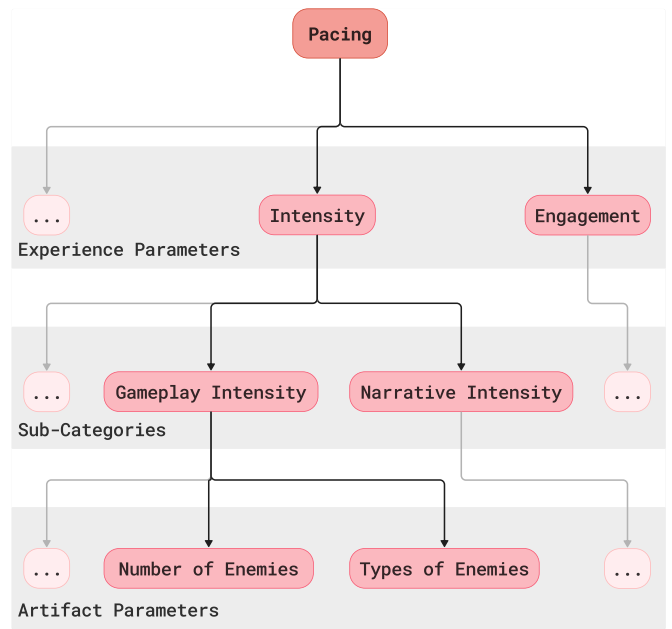 Pacing
...
Intensity
Engagement
Experience Parameters
...
Gameplay Intensity
Narrative Intensity
...
Sub-Categories
...
Number of Enemies
Types of Enemies
...
Artifact Parameters